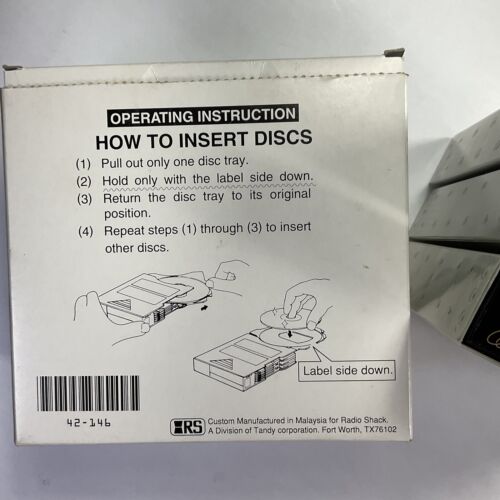 OPERATING INSTRUCTION
HOW TO INSERT DISCS
(1) Pull out only one disc tray.
(2) Hold only with the label side down.
(3) Return the disc tray to its original
position.
(4) Repeat steps (1) through (3) to insert
other discs.
Label side down.
42-146
RS
Custom Manufactured in Malaysia for Radio Shack.
A Division of Tandy corporation. Fort Worth, TX76102